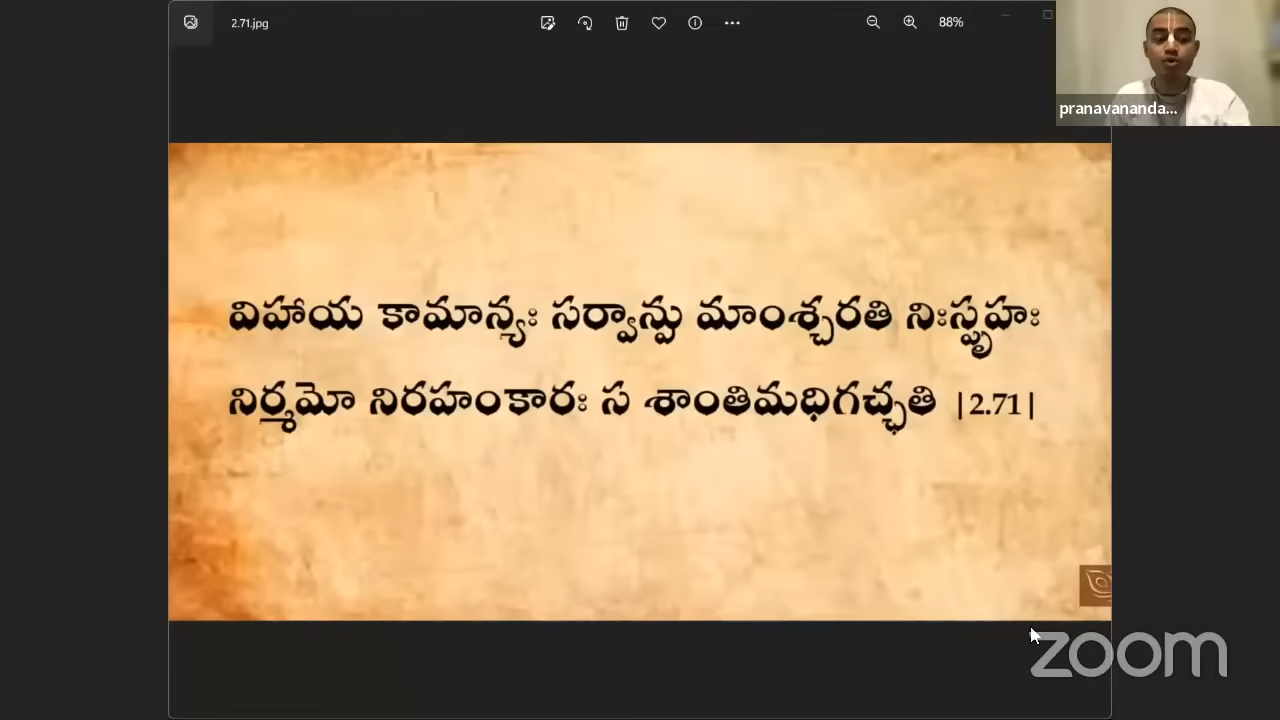 2.71.jpg
88%
pranavananda...
విహాయ కామాన్యః సర్వాన్పు మాంశ్చరతి నిఃస్పృహః
నిర్మమో నిరహంకారః స శాంతిమధిగచ్ఛతి |2.71|
zoom